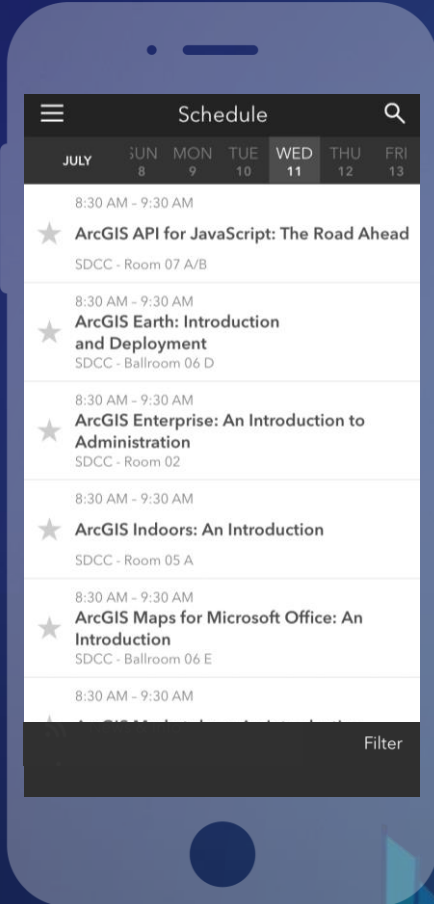 Schedule
JULY SUN MON TUE WED THU FRI
8 9 10 11 12 13
8:30 AM – 9:30 AM
ArcGIS API for JavaScript: The Road Ahead
SDCC - Room 07 A/B
8:30 AM – 9:30 AM
ArcGIS Earth: Introduction
and Deployment
SDCC - Ballroom 06 D
8:30 AM – 9:30 AM
ArcGIS Enterprise: An Introduction to
Administration
SDCC - Room 02
8:30 AM – 9:30 AM
ArcGIS Indoors: An Introduction
SDCC - Room 05 A
8:30 AM – 9:30 AM
ArcGIS Maps for Microsoft Office: An
Introduction
SDCC - Ballroom 06 E
8:30 AM – 9:30 AM
Filter